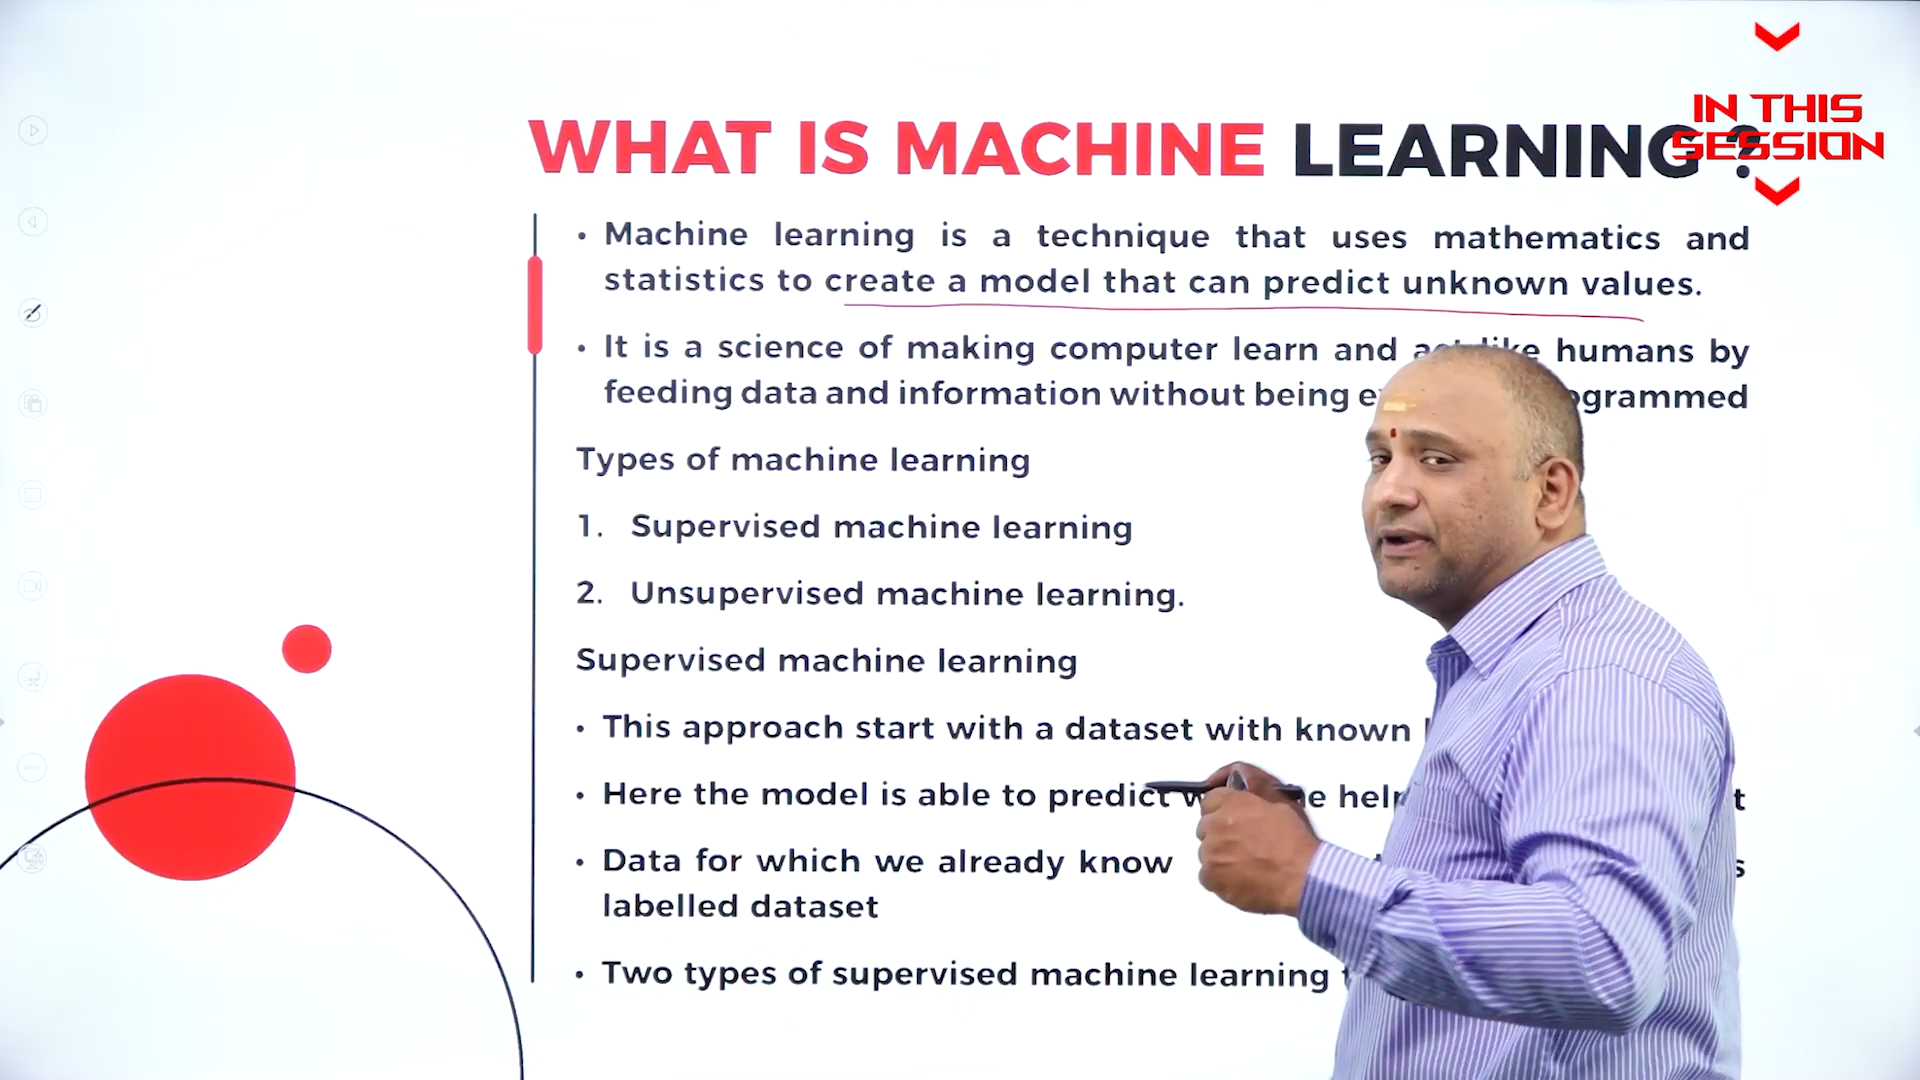 IN THIS
SESSION
WHAT IS MACHINE LEARNING ?
• Machine learning is a technique that uses mathematics and
statistics to create a model that can predict unknown values.
• It is a science of making computer learn and act like humans by
feeding data and information without being
Types of machine learning
1. Supervised machine learning
2. Unsupervised machine learning.
Supervised machine learning
• This approach start with a dataset with known
• Here the model is able to predict
• Data for which we already know
labelled dataset
• Two types of supervised machine learning